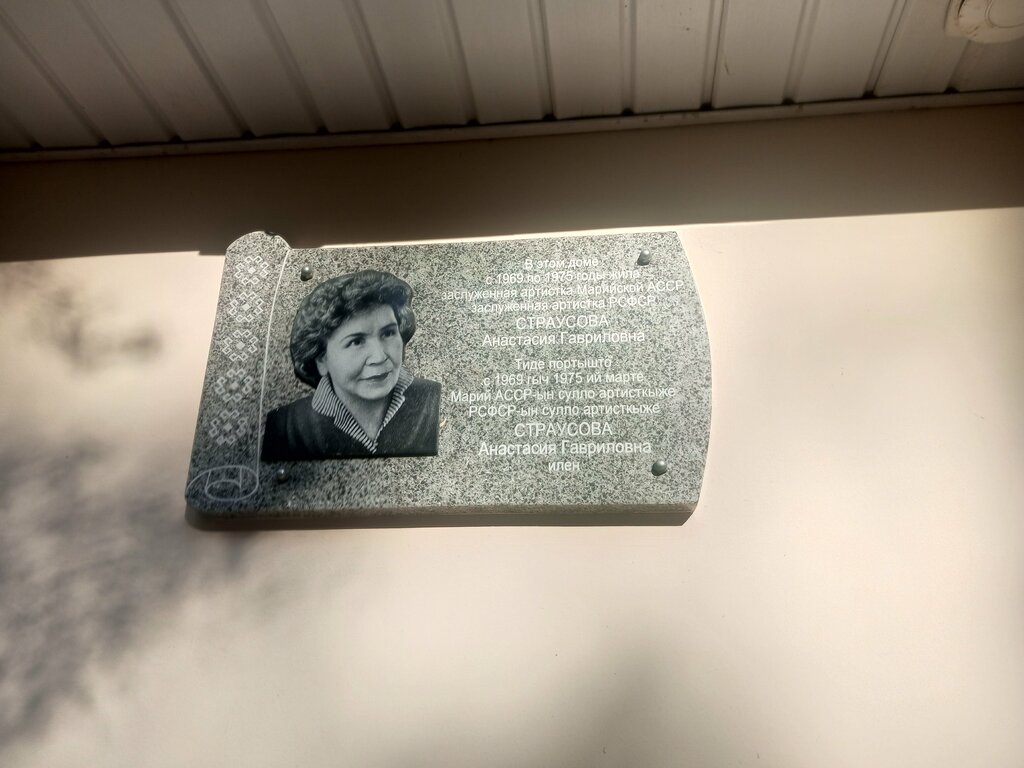 В этом доме
с 1969 по 1975 годы жила
заслуженная артистка Марийской АССР
заслуженная артистка РСФСР
СТРАУСОВА
Анастасия Гавриловна
Тиде пӧртыштӧ
с 1969 гыч 1975 ий марте
Марий АССР-ын сулло артисткыже
РСФСР-ын сулло артисткыже
СТРАУСОВА
Анастасия Гавриловна
илен